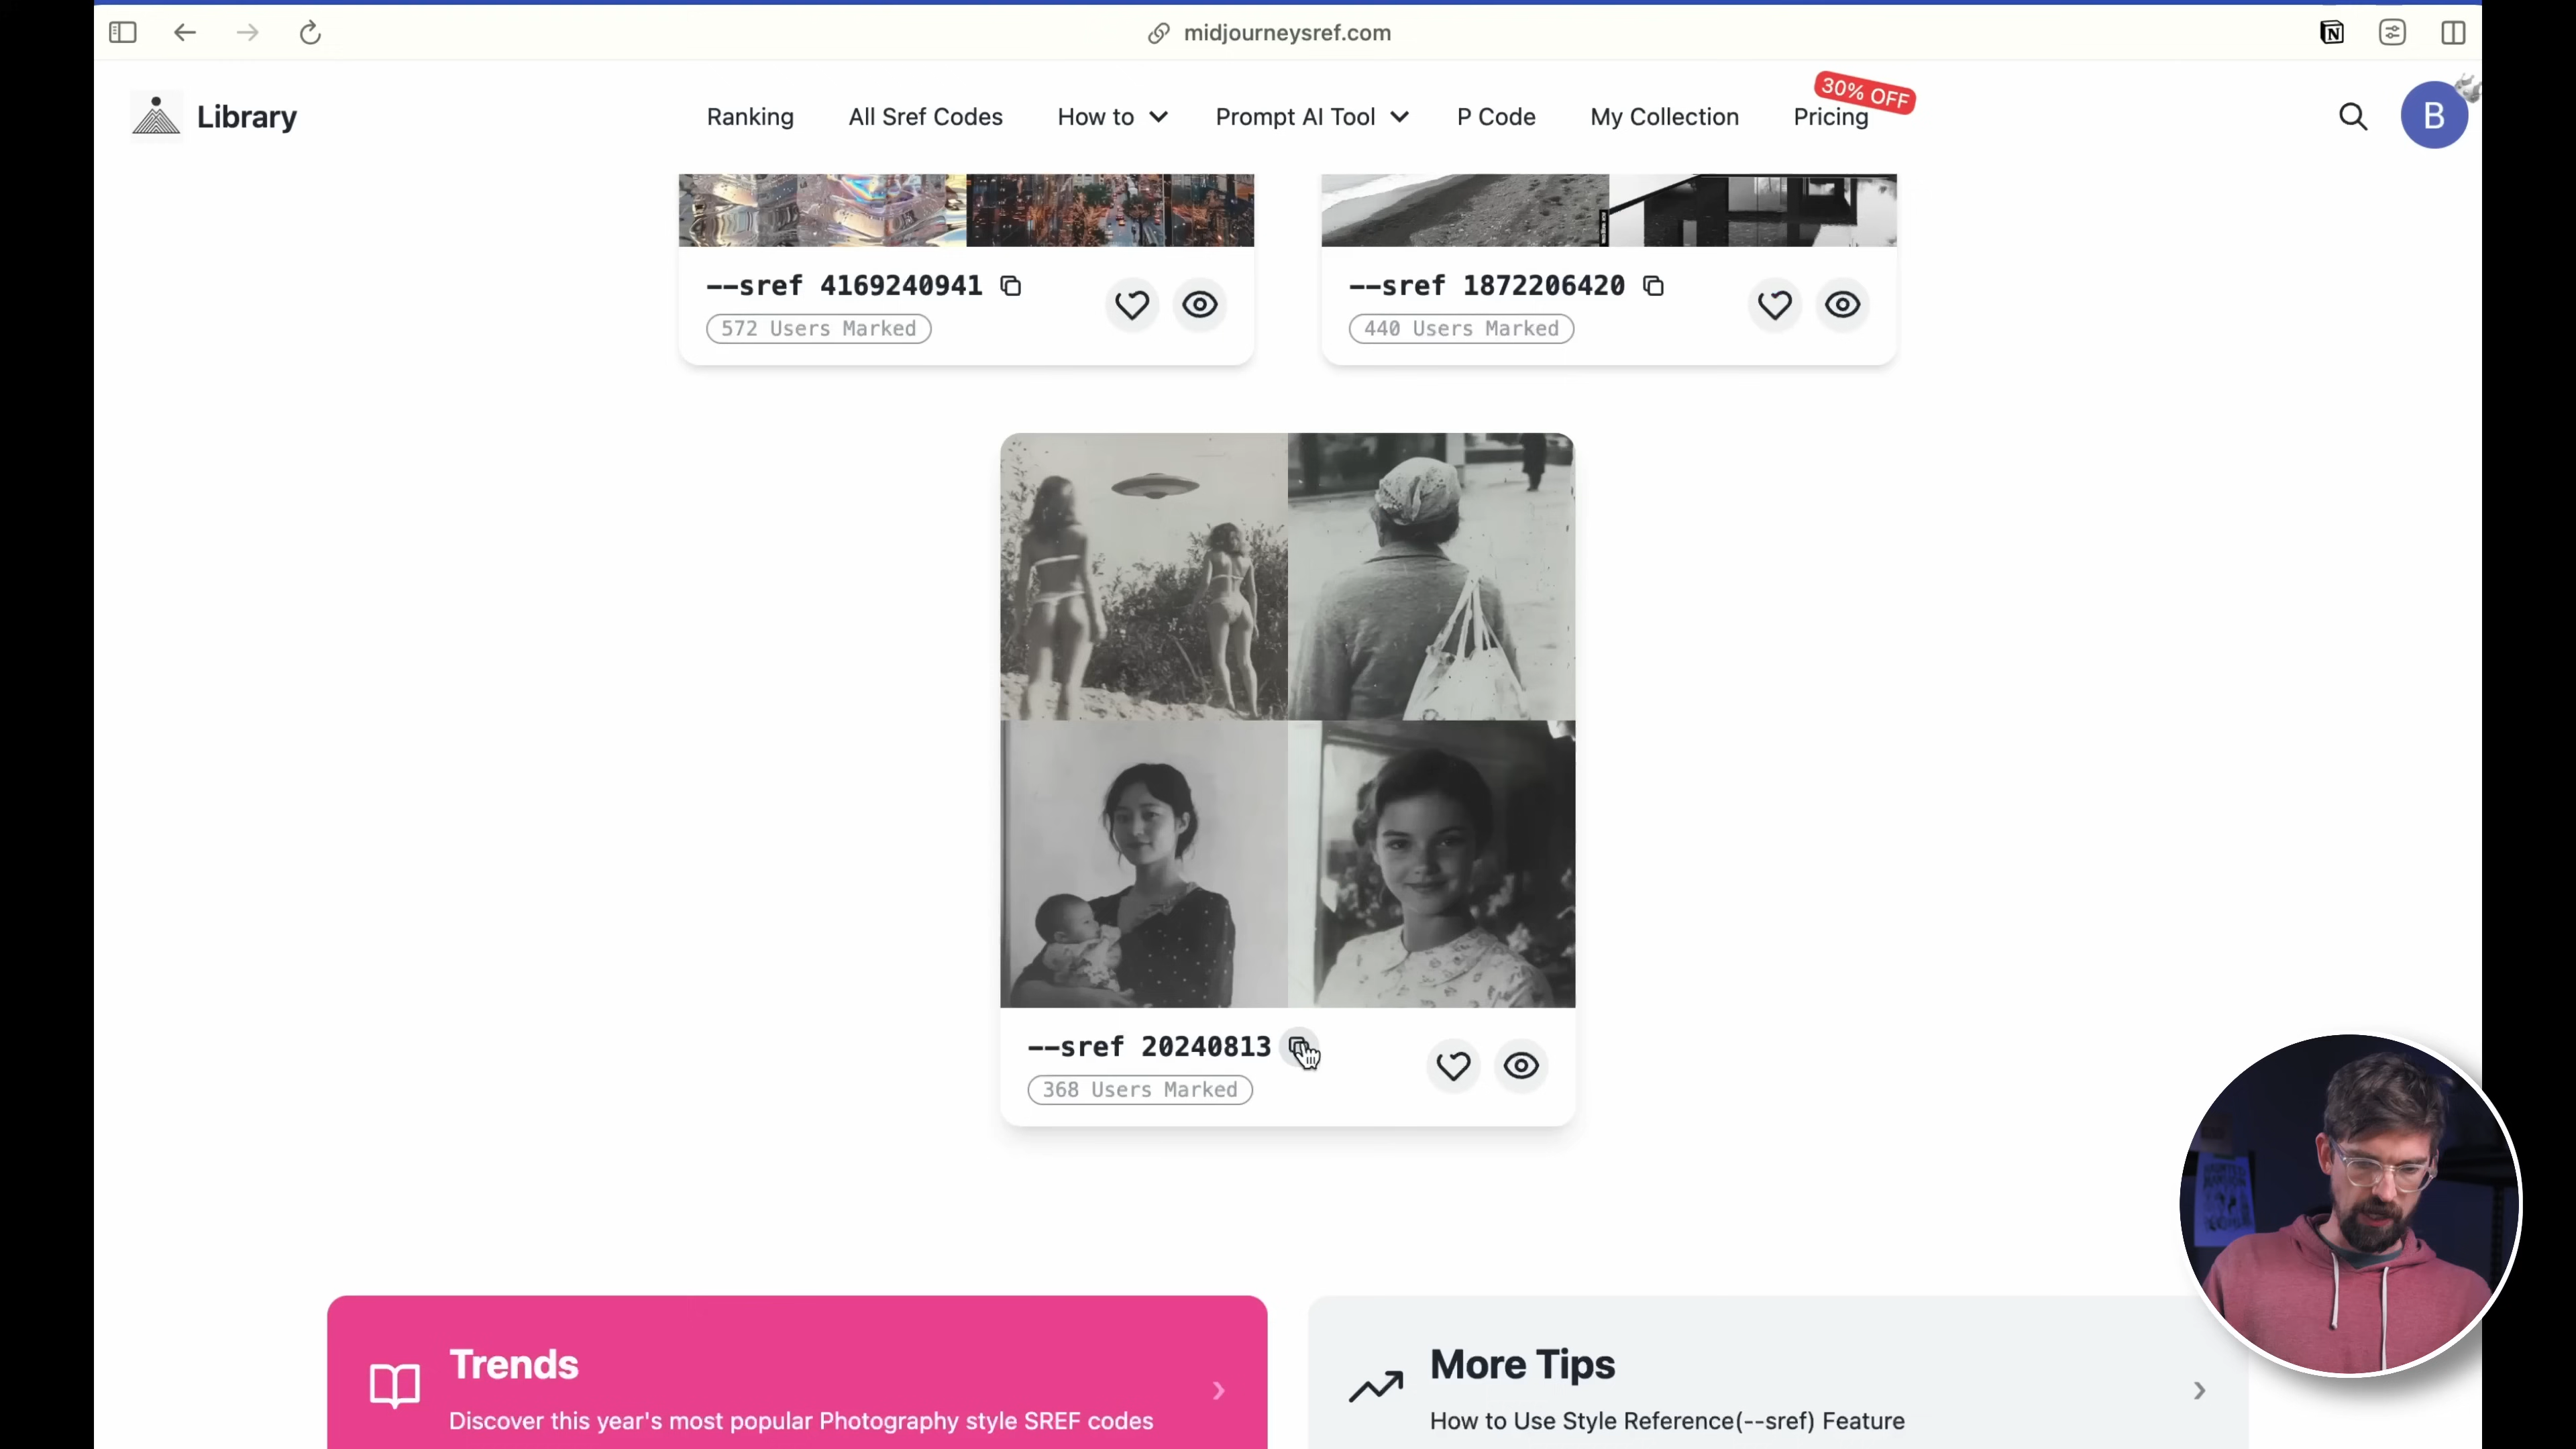 midjourneysref.com
Library
Ranking
All Sref Codes
How to
Prompt AI Tool
P Code
My Collection
Pricing
30% OFF
B
--sref 4169240941
572 Users Marked
--sref 1872206420
440 Users Marked
--sref 20240813
368 Users Marked
Trends
Discover this year's most popular Photography style SREF codes
More Tips
How to Use Style Reference(--sref) Feature